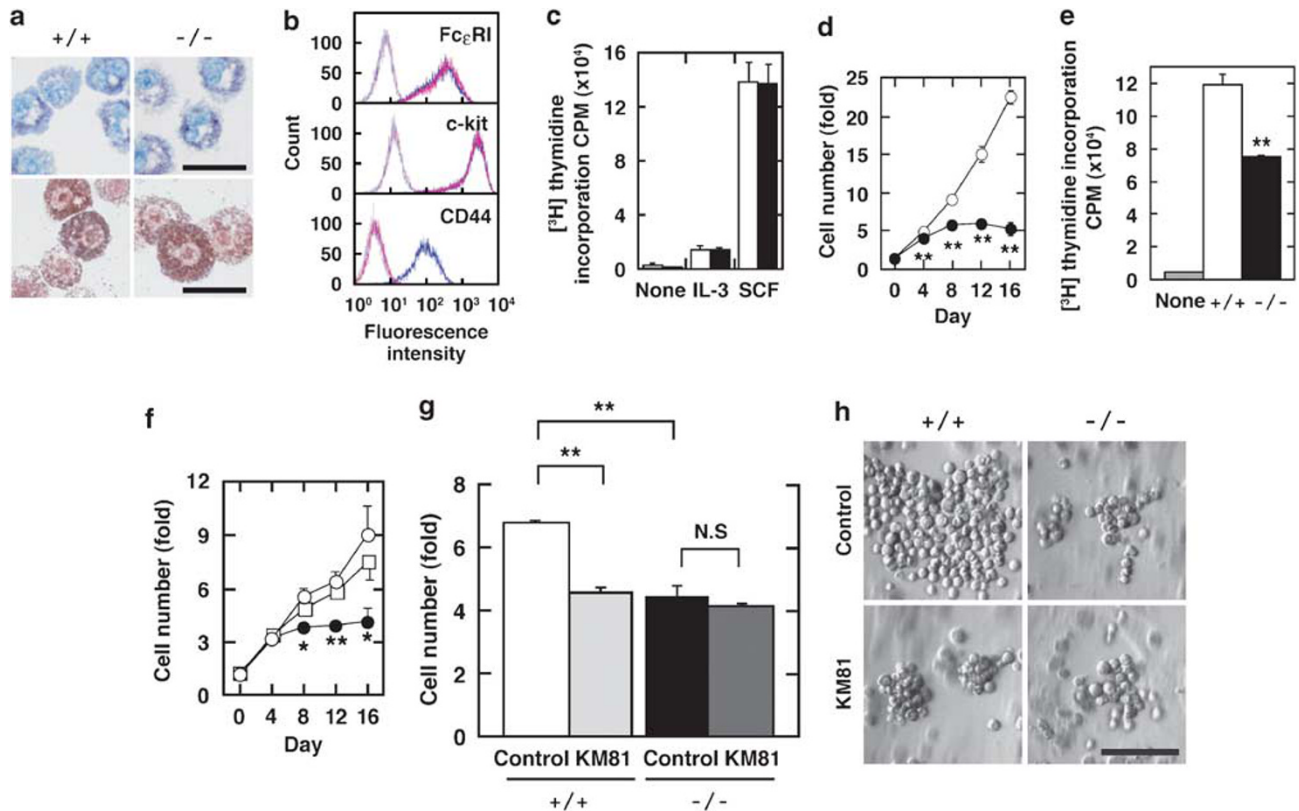 a
+/+ -/-
b
FcεRI
c-kit
CD44
100
50
0
100
50
0
100
50
0
Count
10⁰ 10¹ 10² 10³ 10⁴
Fluorescence
intensity
c
[³H] thymidine
incorporation CPM (x10⁴)
16
12
8
4
0
None IL-3 SCF
d
Cell number (fold)
25
20
15
10
5
0
** ** ** **
0 4 8 12 16
Day
e
[³H] thymidine incorporation
CPM (x10⁴)
12
10
8
6
4
2
0
**
None +/+ -/-
f
Cell number (fold)
12
9
6
3
0
* ** *
0 4 8 12 16
Day
g
**
**
N.S
Cell number (fold)
8
6
4
2
0
Control KM81 Control KM81
+/+ -/-
h
+/+ -/-
Control
KM81